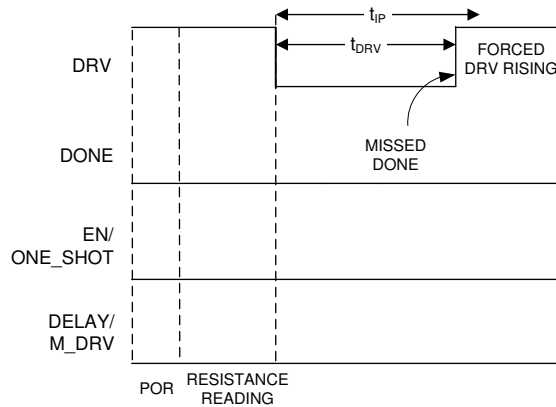 t_IP
DRV
t_DRV
FORCED
DRV RISING
MISSED
DONE
DONE
EN/
ONE_SHOT
DELAY/
M_DRV
POR
RESISTANCE
READING